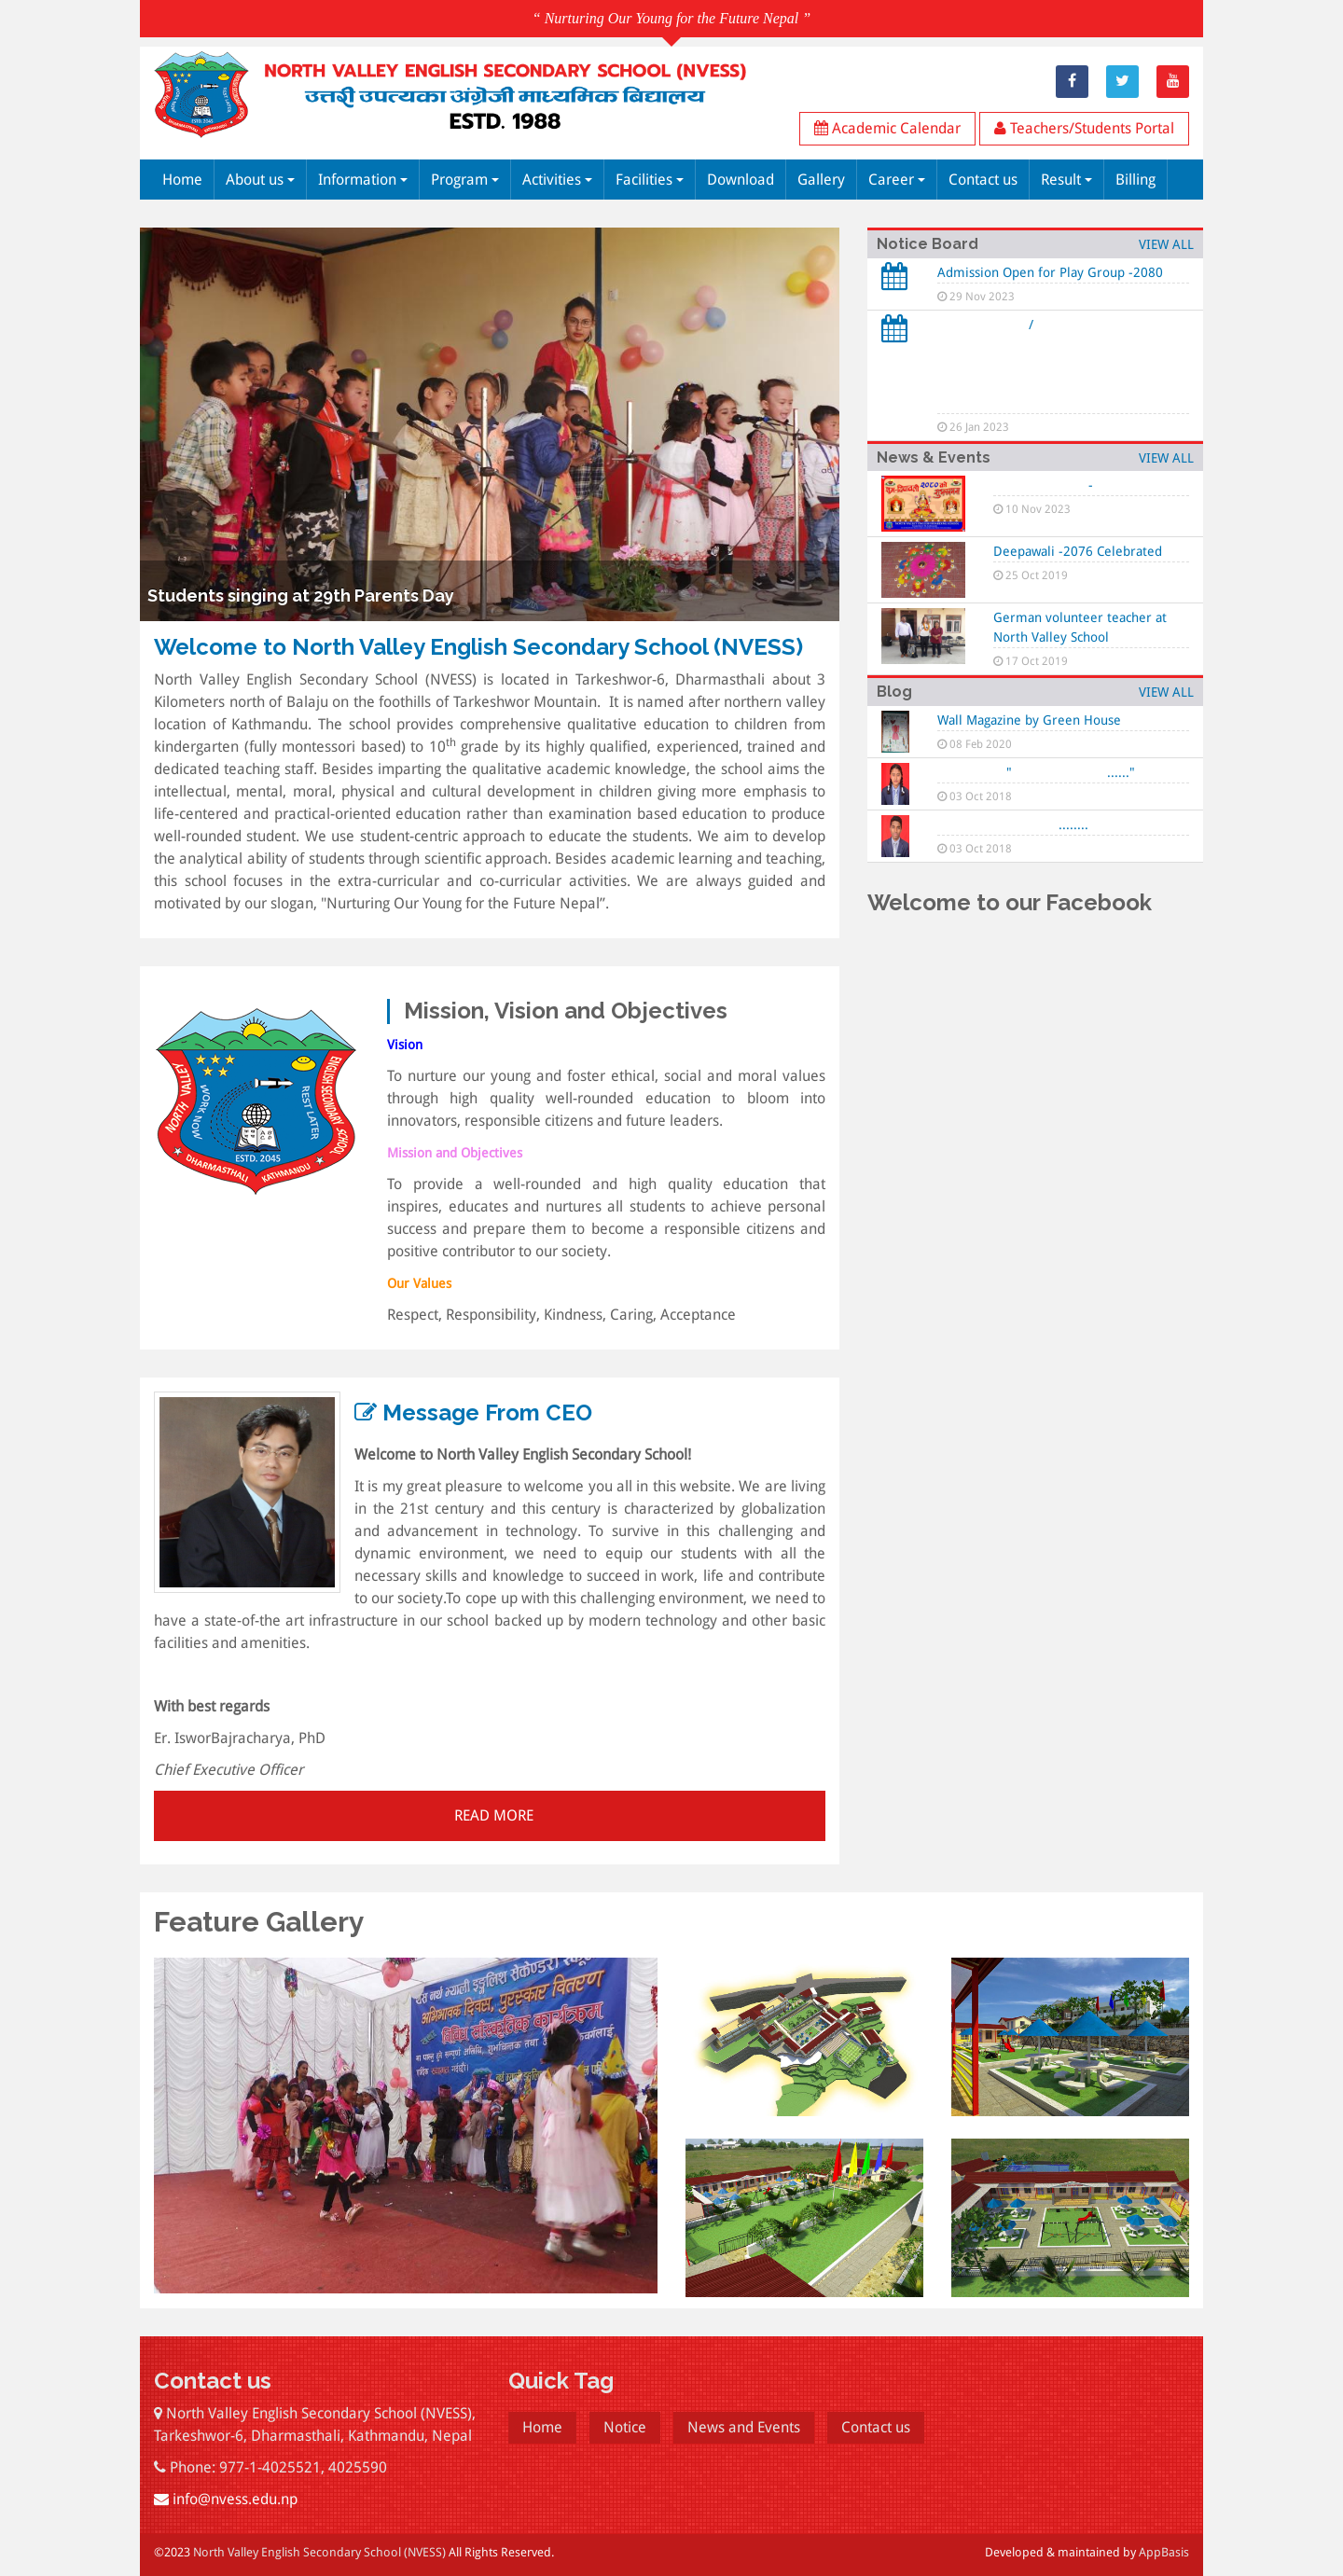 “ Nurturing Our Young for the Future Nepal ”
NORTH VALLEY ENGLISH SECONDARY SCHOOL (NVESS)
उत्तरी उपत्यका अंग्रेजी माध्यमिक बिद्यालय
ESTD. 1988
Academic Calendar
Teachers/Students Portal
Home About us Information Program Activities Facilities Download Gallery Career Contact us Result Billing
Students singing at 29th Parents Day
Welcome to North Valley English Secondary School (NVESS)
North Valley English Secondary School (NVESS) is located in Tarkeshwor-6, Dharmasthali about 3
Kilometers north of Balaju on the foothills of Tarkeshwor Mountain. It is named after northern valley
location of Kathmandu. The school provides comprehensive qualitative education to children from
kindergarten (fully montessori based) to 10th grade by its highly qualified, experienced, trained and
dedicated teaching staff. Besides imparting the qualitative academic knowledge, the school aims the
intellectual, mental, moral, physical and cultural development in children giving more emphasis to
life-centered and practical-oriented education rather than examination based education to produce
well-rounded student. We use student-centric approach to educate the students. We aim to develop
the analytical ability of students through scientific approach. Besides academic learning and teaching,
this school focuses in the extra-curricular and co-curricular activities. We are always guided and
motivated by our slogan, "Nurturing Our Young for the Future Nepal”.
Notice Board VIEW ALL
Admission Open for Play Group -2080
29 Nov 2023
/
26 Jan 2023
News & Events VIEW ALL
-
10 Nov 2023
Deepawali -2076 Celebrated
25 Oct 2019
German volunteer teacher at
North Valley School
17 Oct 2019
Blog VIEW ALL
Wall Magazine by Green House
08 Feb 2020
" ......"
03 Oct 2018
........
03 Oct 2018
Welcome to our Facebook
NORTH VALLEY
ENGLISH SECONDARY SCHOOL
WORK NOW
REST LATER
ESTD. 2045
DHARMASTHALI KATHMANDU
Mission, Vision and Objectives
Vision
To nurture our young and foster ethical, social and moral values
through high quality well-rounded education to bloom into
innovators, responsible citizens and future leaders.
Mission and Objectives
To provide a well-rounded and high quality education that
inspires, educates and nurtures all students to achieve personal
success and prepare them to become a responsible citizens and
positive contributor to our society.
Our Values
Respect, Responsibility, Kindness, Caring, Acceptance
Message From CEO
Welcome to North Valley English Secondary School!
It is my great pleasure to welcome you all in this website. We are living
in the 21st century and this century is characterized by globalization
and advancement in technology. To survive in this challenging and
dynamic environment, we need to equip our students with all the
necessary skills and knowledge to succeed in work, life and contribute
to our society.To cope up with this challenging environment, we need to
have a state-of-the art infrastructure in our school backed up by modern technology and other basic
facilities and amenities.
With best regards
Er. IsworBajracharya, PhD
Chief Executive Officer
READ MORE
Feature Gallery
अभिभावक दिवस, पुरस्कार वितरण
Contact us
North Valley English Secondary School (NVESS),
Tarkeshwor-6, Dharmasthali, Kathmandu, Nepal
Phone: 977-1-4025521, 4025590
info@nvess.edu.np
Quick Tag
Home Notice News and Events Contact us
©2023 North Valley English Secondary School (NVESS) All Rights Reserved.
Developed & maintained by AppBasis